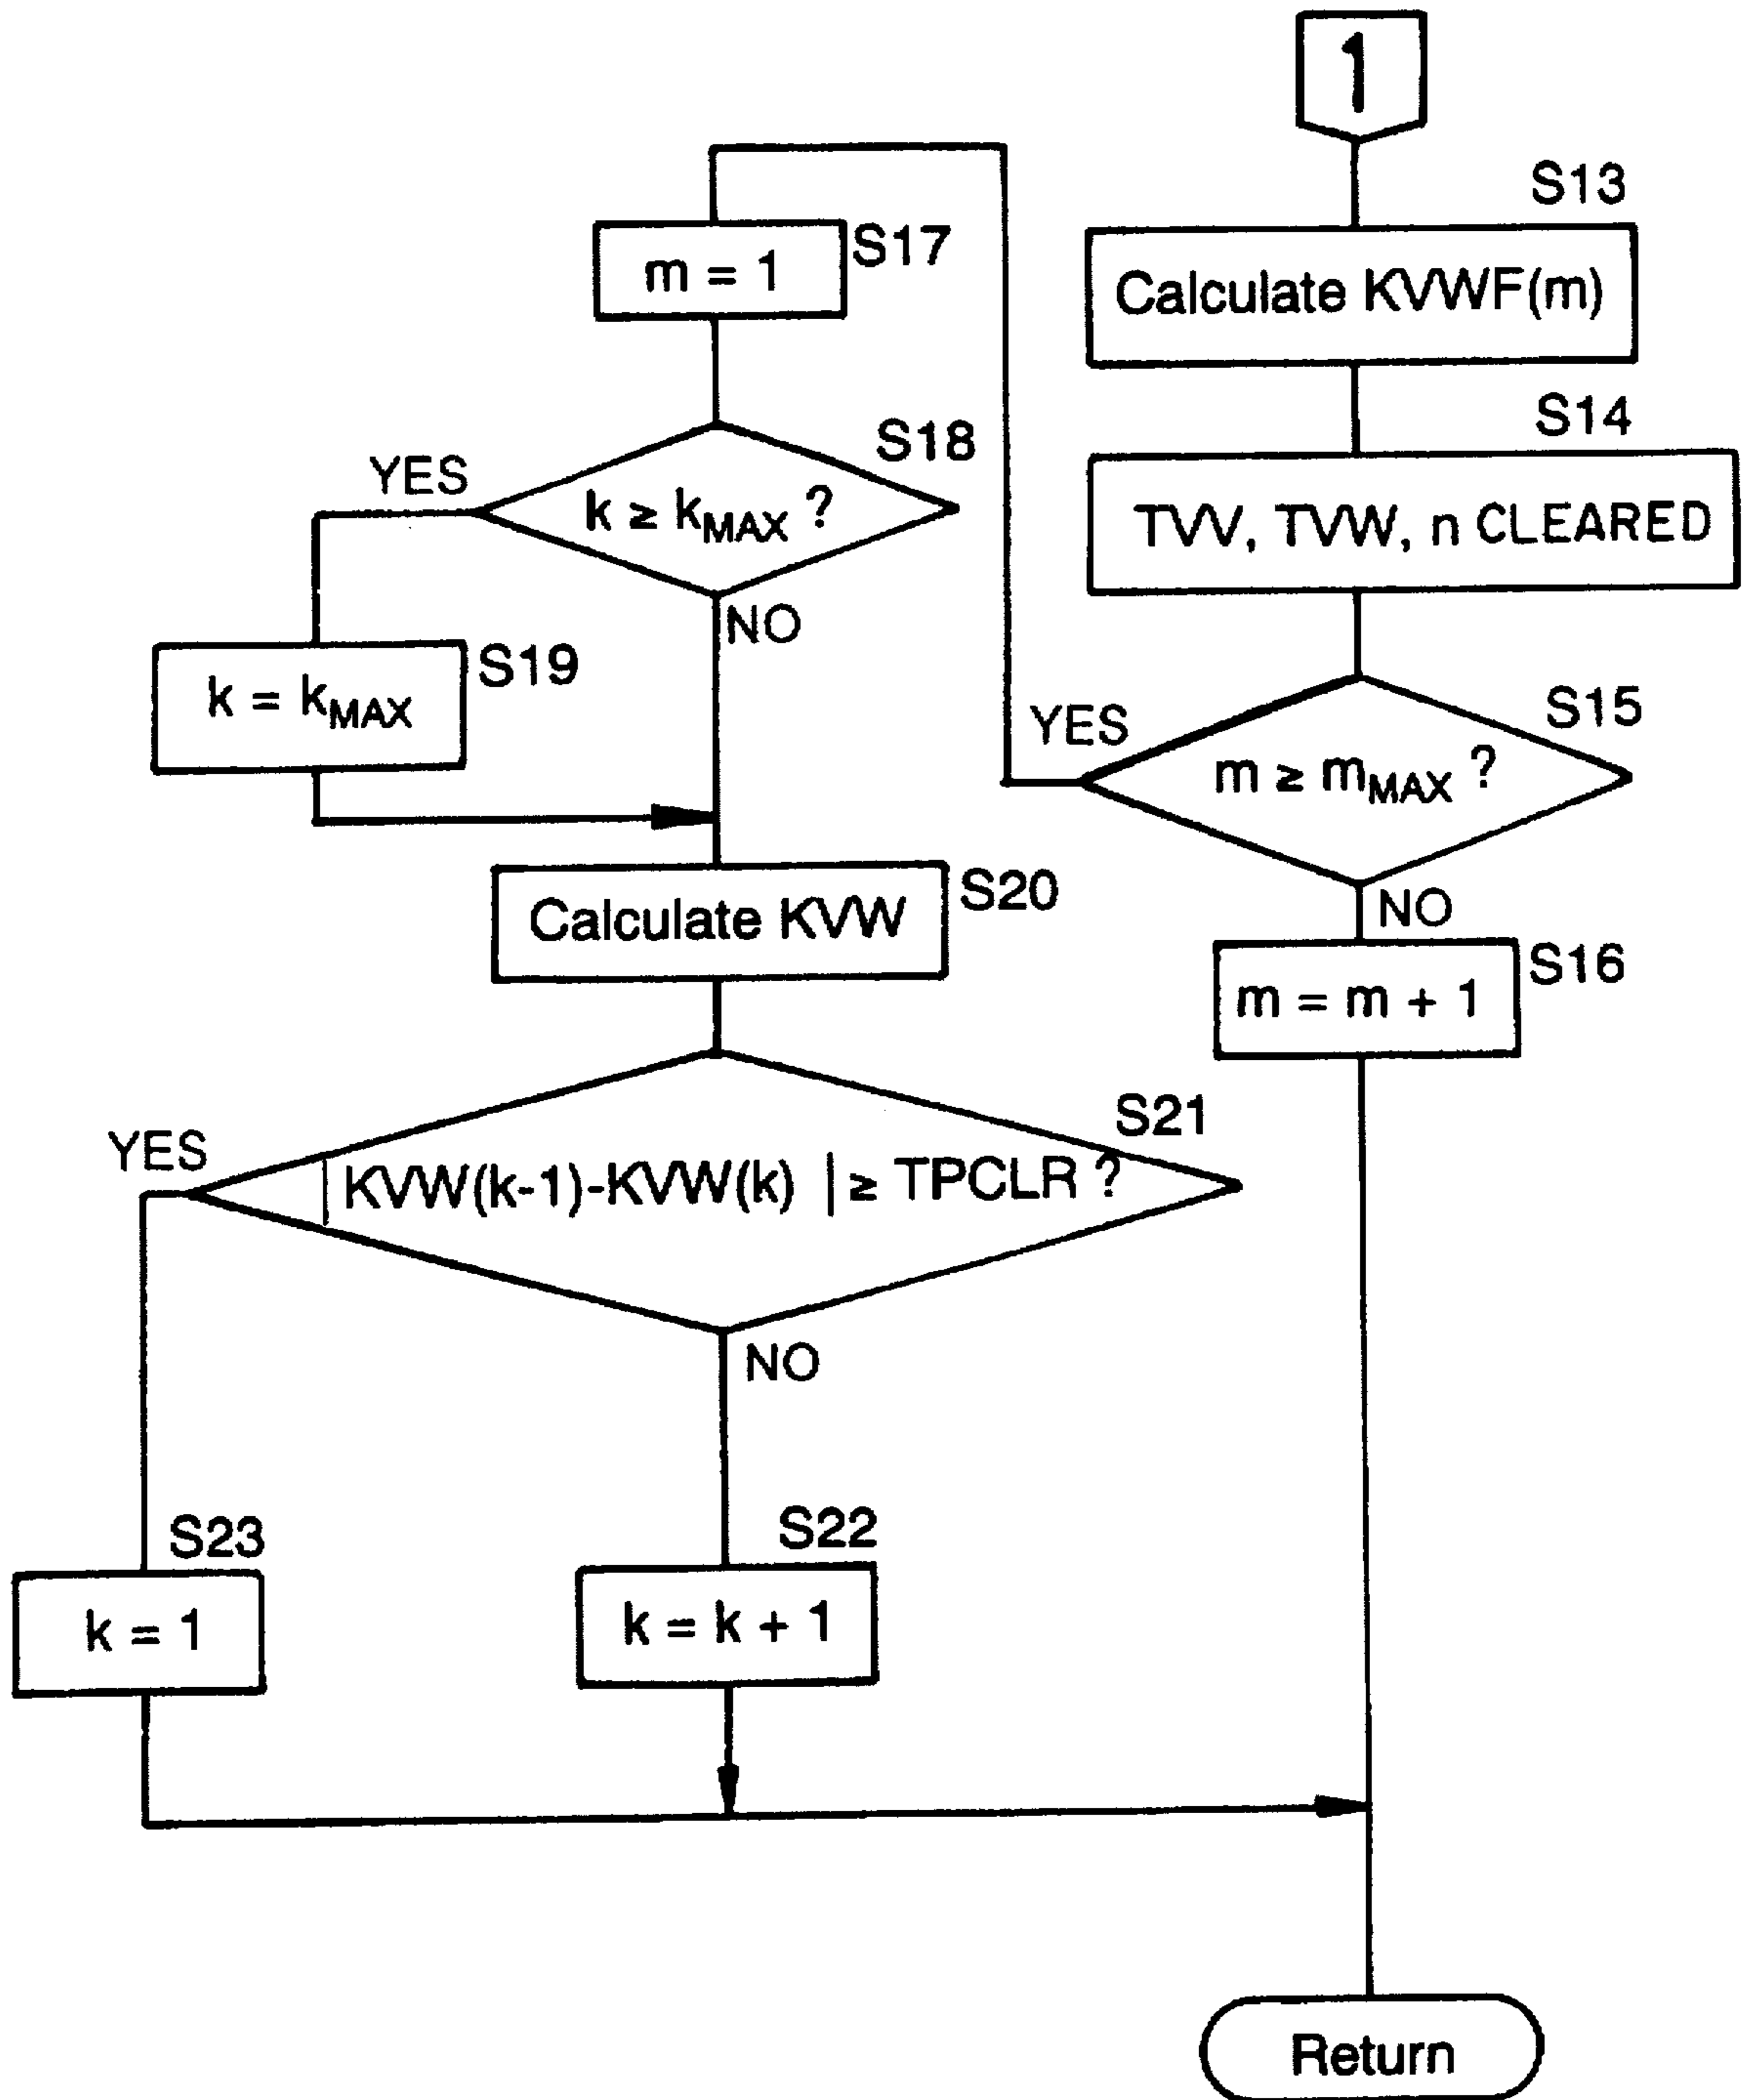 1
S13
Calculate KVWF(m)
S14
TVV, TVW, n CLEARED
S15
m ≥ mMAX ?
YES
NO
S16
m = m + 1
S17
m = 1
S18
k ≥ kMAX ?
YES
NO
S19
k = kMAX
S20
Calculate KVW
S21
| KVW(k-1)-KVW(k) | ≥ TPCLR ?
YES
NO
S22
k = k + 1
S23
k = 1
Return